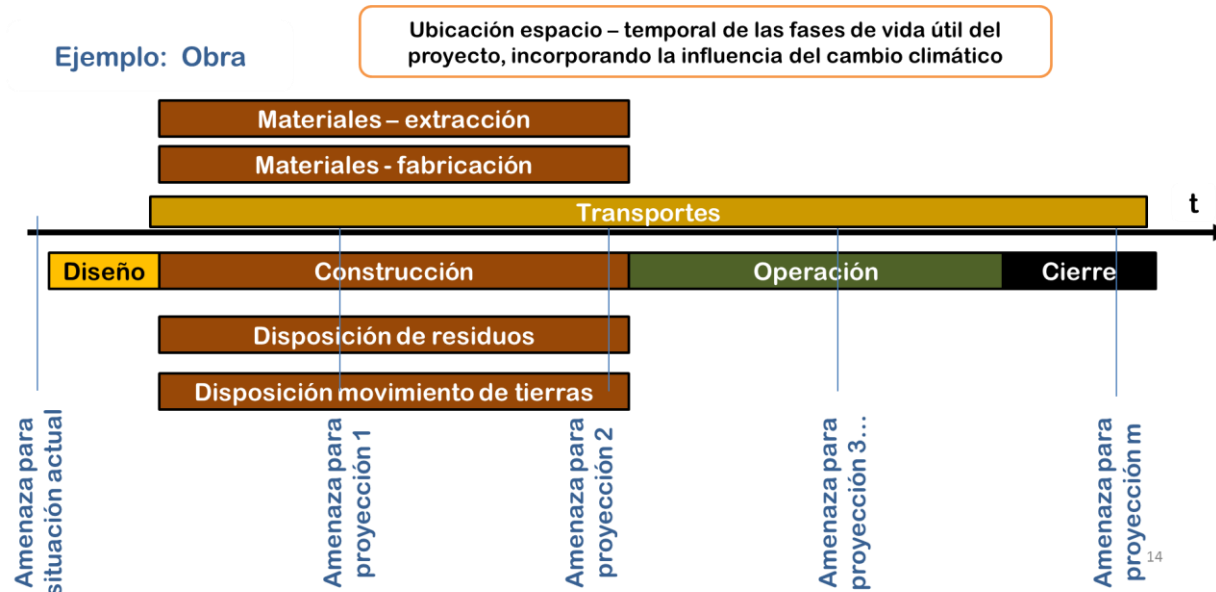 Ejemplo: Obra
Ubicación espacio – temporal de las fases de vida útil del
proyecto, incorporando la influencia del cambio climático
Materiales – extracción
Materiales - fabricación
Transportes
t
Diseño
Construcción
Operación
Cierre
Disposición de residuos
Disposición movimiento de tierras
Amenaza para
situación actual
Amenaza para
proyección 1
Amenaza para
proyección 2
Amenaza para
proyección 3...
Amenaza para
proyección m
14